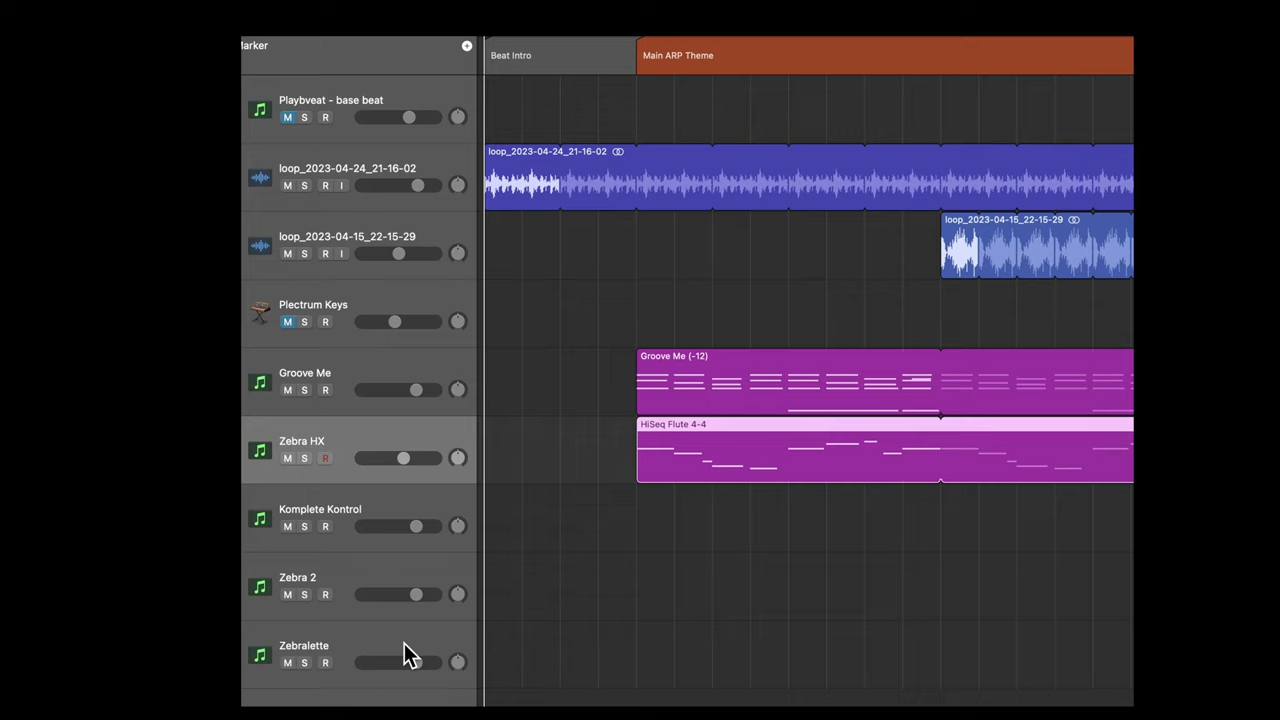 larker
Beat Intro
Main ARP Theme
Playbveat - base beat
M S R
loop_2023-04-24_21-16-02
loop_2023-04-24_21-16-02
M S R I
loop_2023-04-15_22-15-29
loop_2023-04-15_22-15-29
M S R I
Plectrum Keys
M S R
Groove Me (-12)
Groove Me
M S R
HiSeq Flute 4-4
Zebra HX
M S R
Komplete Kontrol
M S R
Zebra 2
M S R
Zebralette
M S R